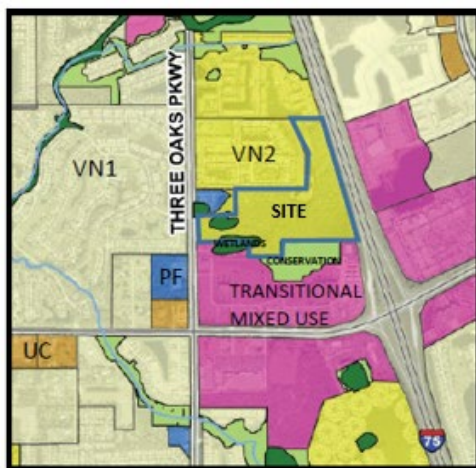 THREE OAKS PKWY
VN1
VN2
SITE
WETLANDS
CONSERVATION
PF
TRANSITIONAL
MIXED USE
UC
75